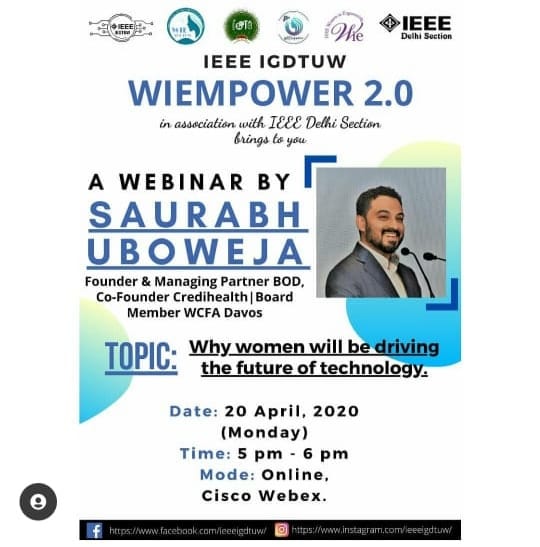 IEEE
Delhi Section
IEEE IGDTUW
WIEMPOWER 2.0
in association with IEEE Delhi Section
brings to you
A WEBINAR BY
SAURABH
UBOWEJA
Founder & Managing Partner BOD,
Co-Founder Credihealth|Board
Member WCFA Davos
TOPIC: Why women will be driving
the future of technology.
Date: 20 April, 2020
(Monday)
Time: 5 pm - 6 pm
Mode: Online,
Cisco Webex.
https://www.facebook.com/ieeeigdtuw/ https://www.instagram.com/ieeeigdtuw/